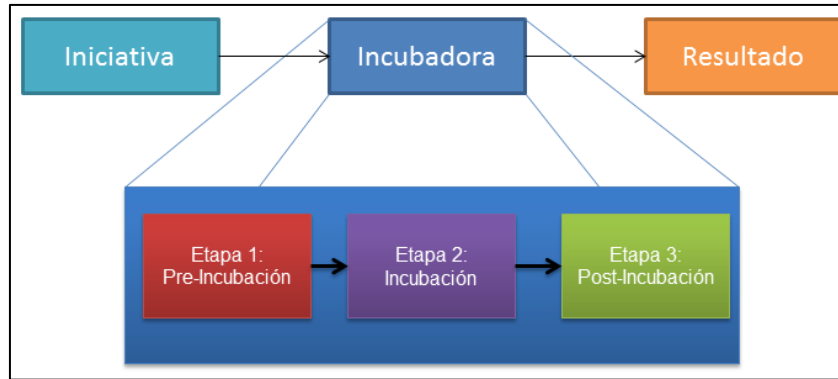 Iniciativa
Incubadora
Resultado
Etapa 1:
Pre-Incubación
Etapa 2:
Incubación
Etapa 3:
Post-Incubación